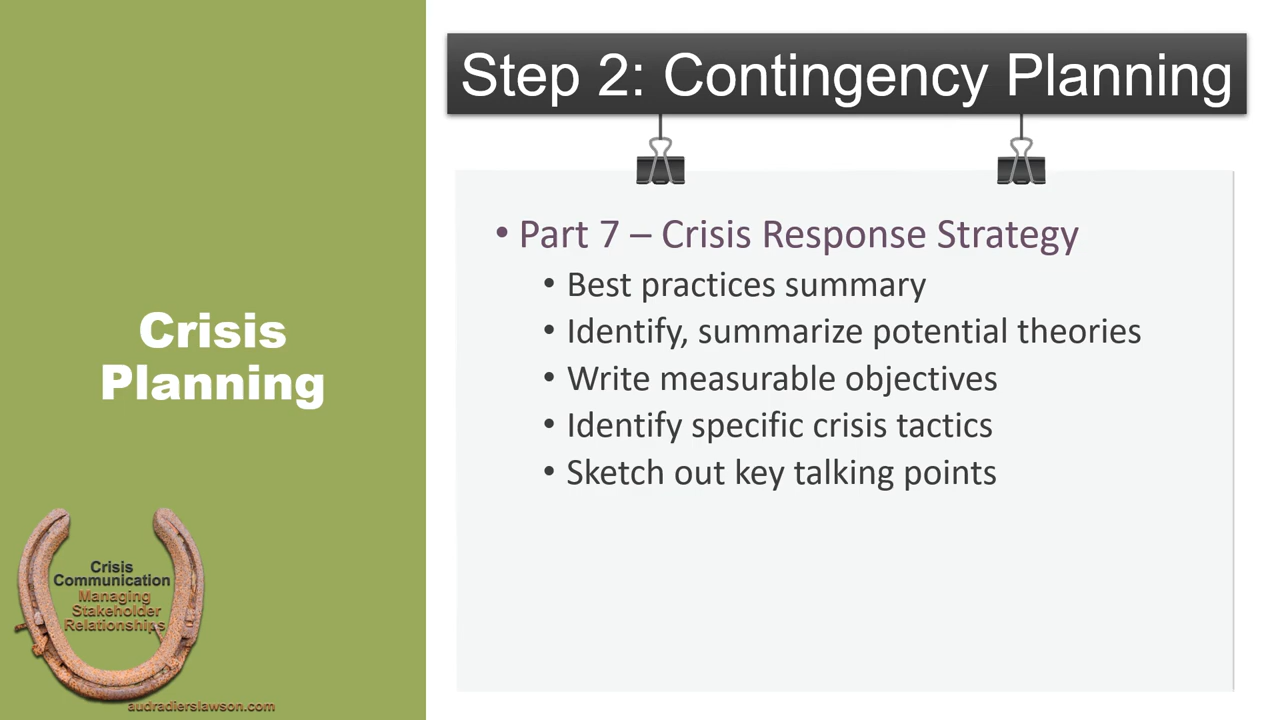 Step 2: Contingency Planning
• Part 7 – Crisis Response Strategy
• Best practices summary
• Identify, summarize potential theories
• Write measurable objectives
• Identify specific crisis tactics
• Sketch out key talking points
Crisis
Planning
Crisis
Communication
Managing
Stakeholder
Relationships
audradierslawson.com